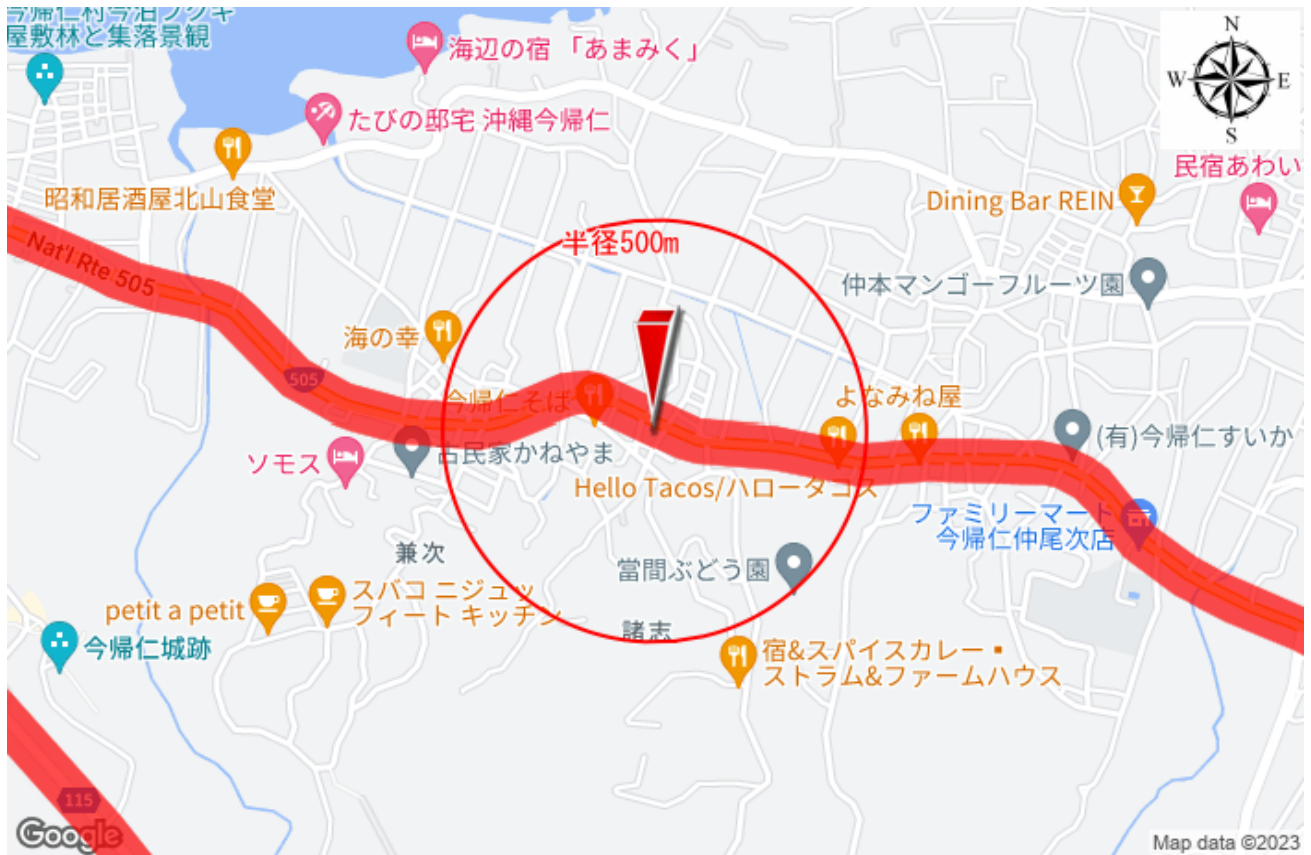 今帰仁村今泊フクギ
屋敷林と集落景観
海辺の宿 「あまみく」
たびの邸宅 沖縄今帰仁
昭和居酒屋北山食堂
N
W
E
S
民宿あわい
Dining Bar REIN
半径500m
Nat'l Rte 505
仲本マンゴーフルーツ園
海の幸
505
今帰仁そば
よなみね屋
ソモス
古民家かねやま
(有)今帰仁すいか
Hello Tacos/ハロータコス
ファミリーマート
今帰仁仲尾次店
兼次
當間ぶどう園
petit a petit
スバコ ニジュッ
フィート キッチン
諸志
今帰仁城跡
宿&スパイスカレー・
ストラム&ファームハウス
115
Google
Map data ©2023